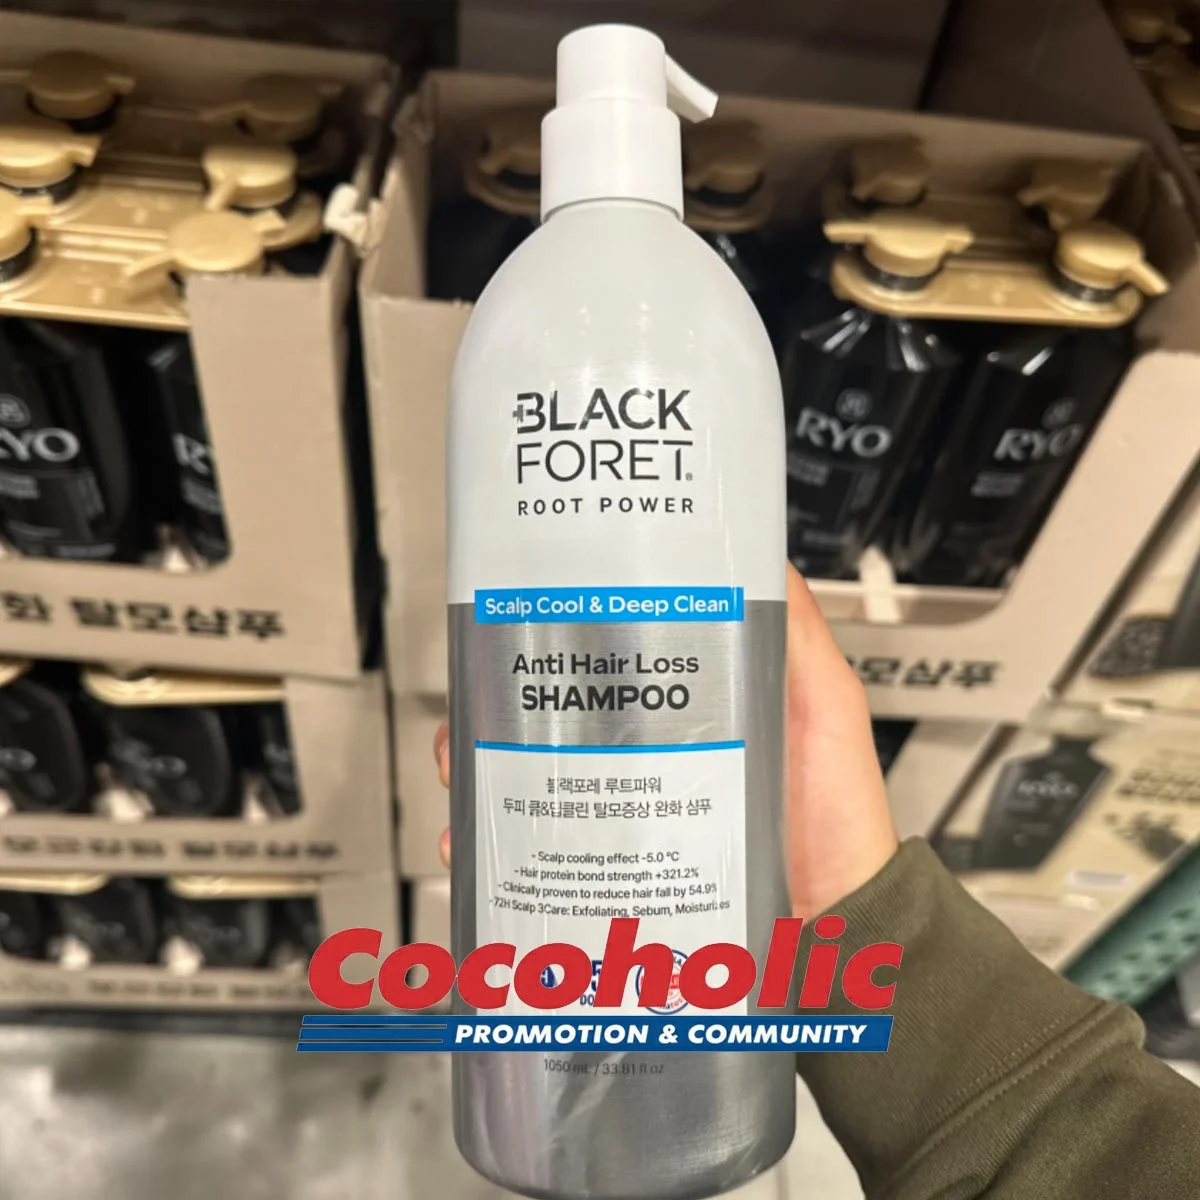 BLACK
FORET
ROOT POWER
Scalp Cool & Deep Clean
Anti Hair Loss
SHAMPOO
블랙포레 루트파워
두피 쿨&딥클린 탈모증상 완화 샴푸
- Scalp cooling effect -5.0 °C
- Hair protein bond strength +321.2%
- Clinically proven to reduce hair fall by 54.9%
- 72H Scalp 3Care: Exfoliating, Sebum, Moisturizes
Cocoholic
PROMMOTION & COMMUNITY
1050 mL / 33.81 fl.oz
RYO
RYO
RYO
탈모샴푸
모샴푸